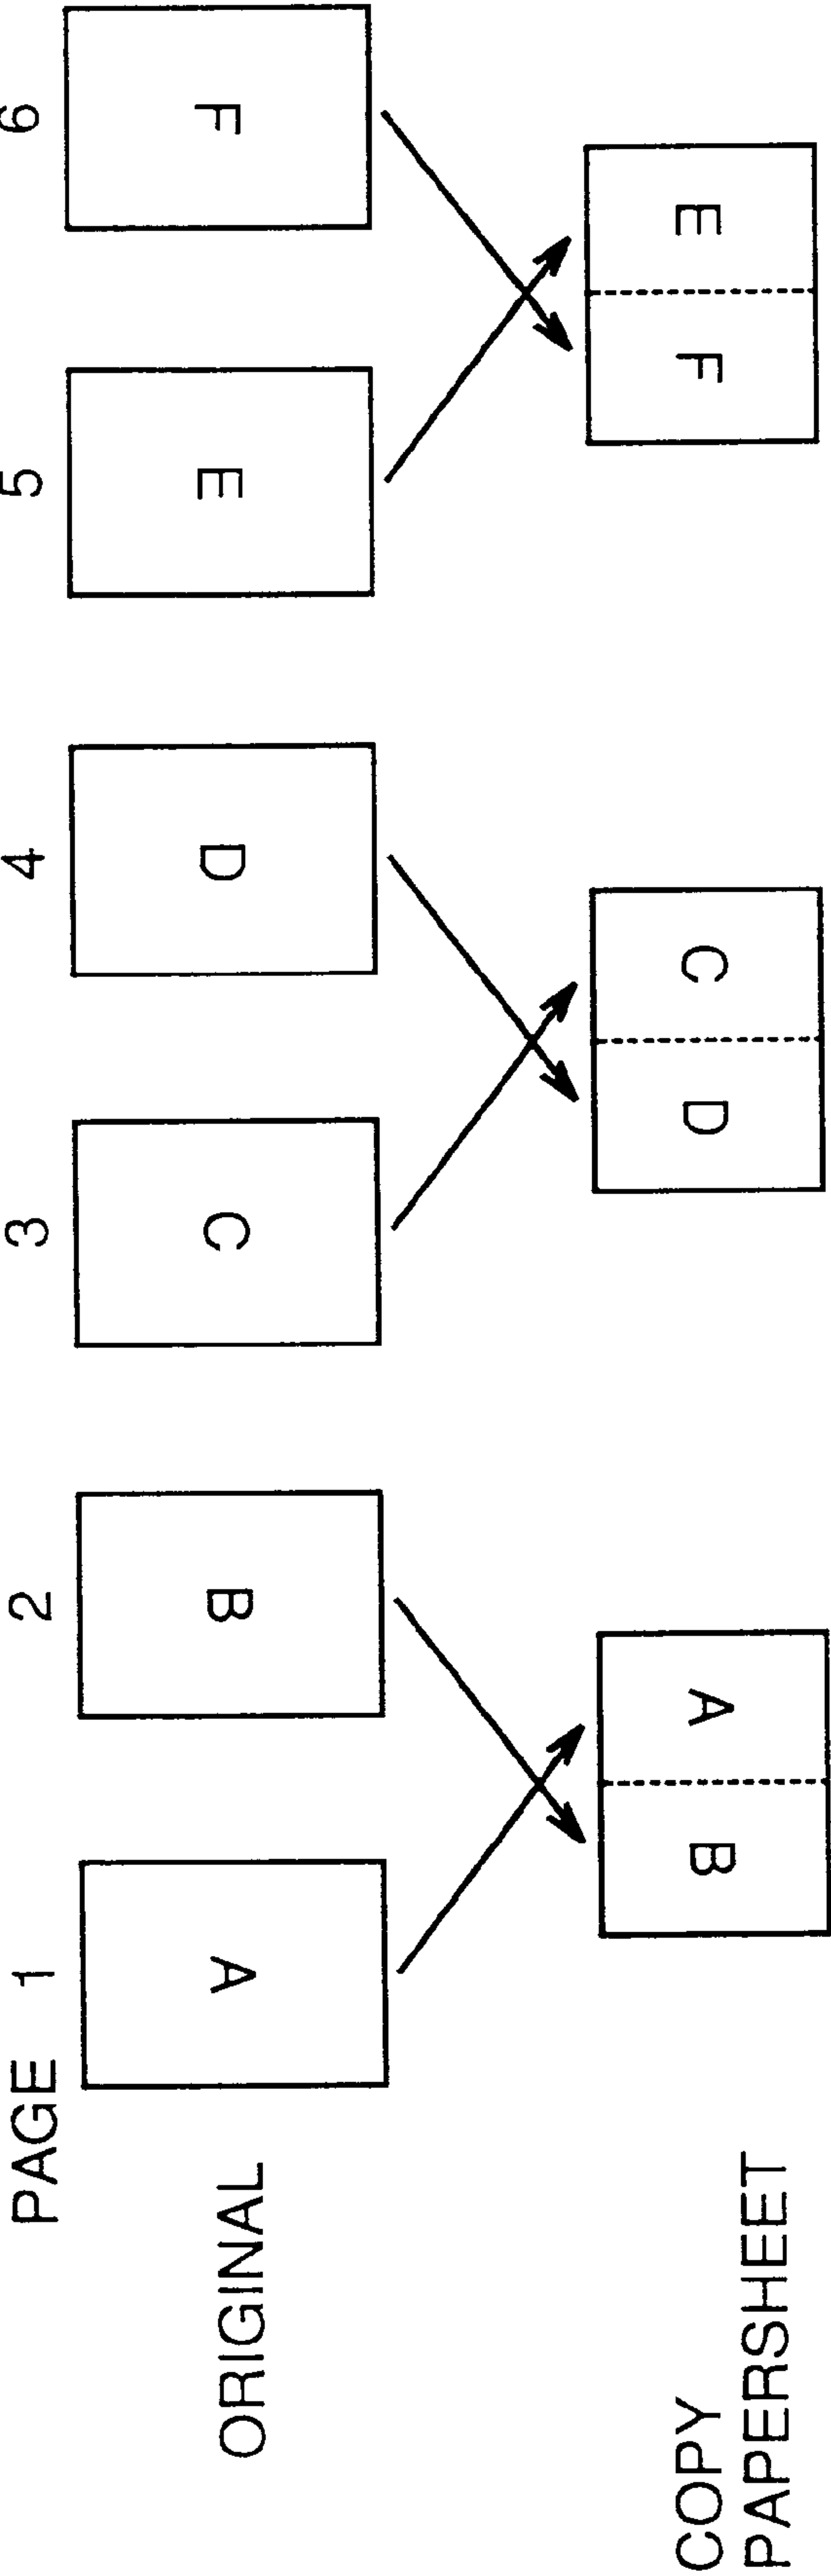 PAGE 1 2 3 4 5 6
ORIGINAL A B C D E F
COPY
PAPERSHEET
A B C D E F